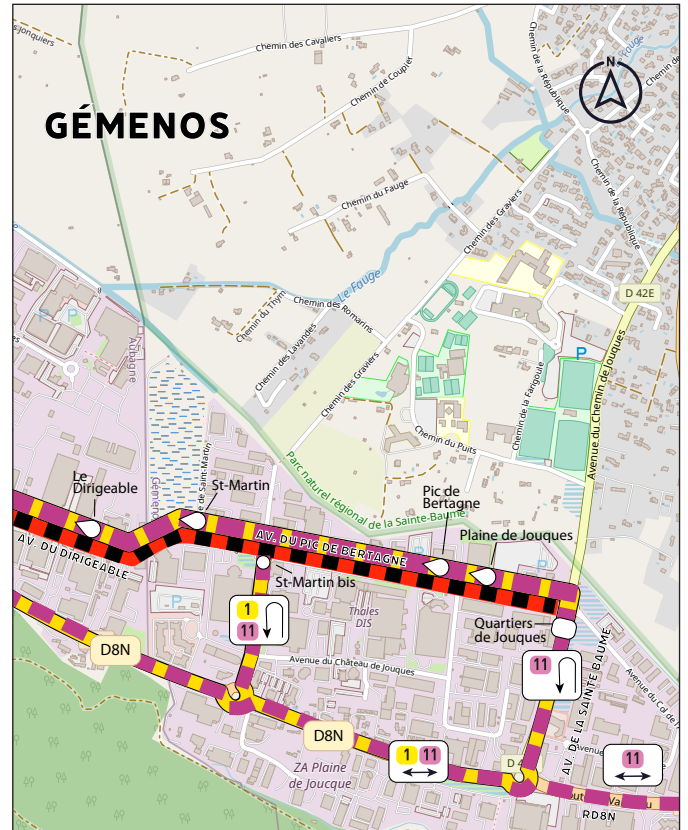 Chemin des Cavaliers
Chemin de Coupier
Chemin de la République
Fauge
N
GÉMENOS
Chemin de la République
Chemin du Fauge
Chemin des Graviers
Le Fauge
D 42E
Chemin du Thym
Chemin des Romarins
P
Aubagne
Chemin des Lavandes
Chemin des Graviers
P
Chemin de la Farigoule
Avenue du Chemin de Jouques
Chemin du Puits
Parc naturel régional de la Sainte-Baume
Le
Dirigeable
St-Martin
Pic de
Bertagne
Plaine de Jouques
AV. DU DIRIGEABLE
AV. DU PIC DE BERTAGNE
St-Martin bis
P
P
Thales
DIS
1
11
Quartiers
de Jouques
D8N
Avenue du Château de Jouques
11
AV. DE LA SAINTE BAUME
D8N
1 11
11
ZA Plaine
de Joucque
RD8N